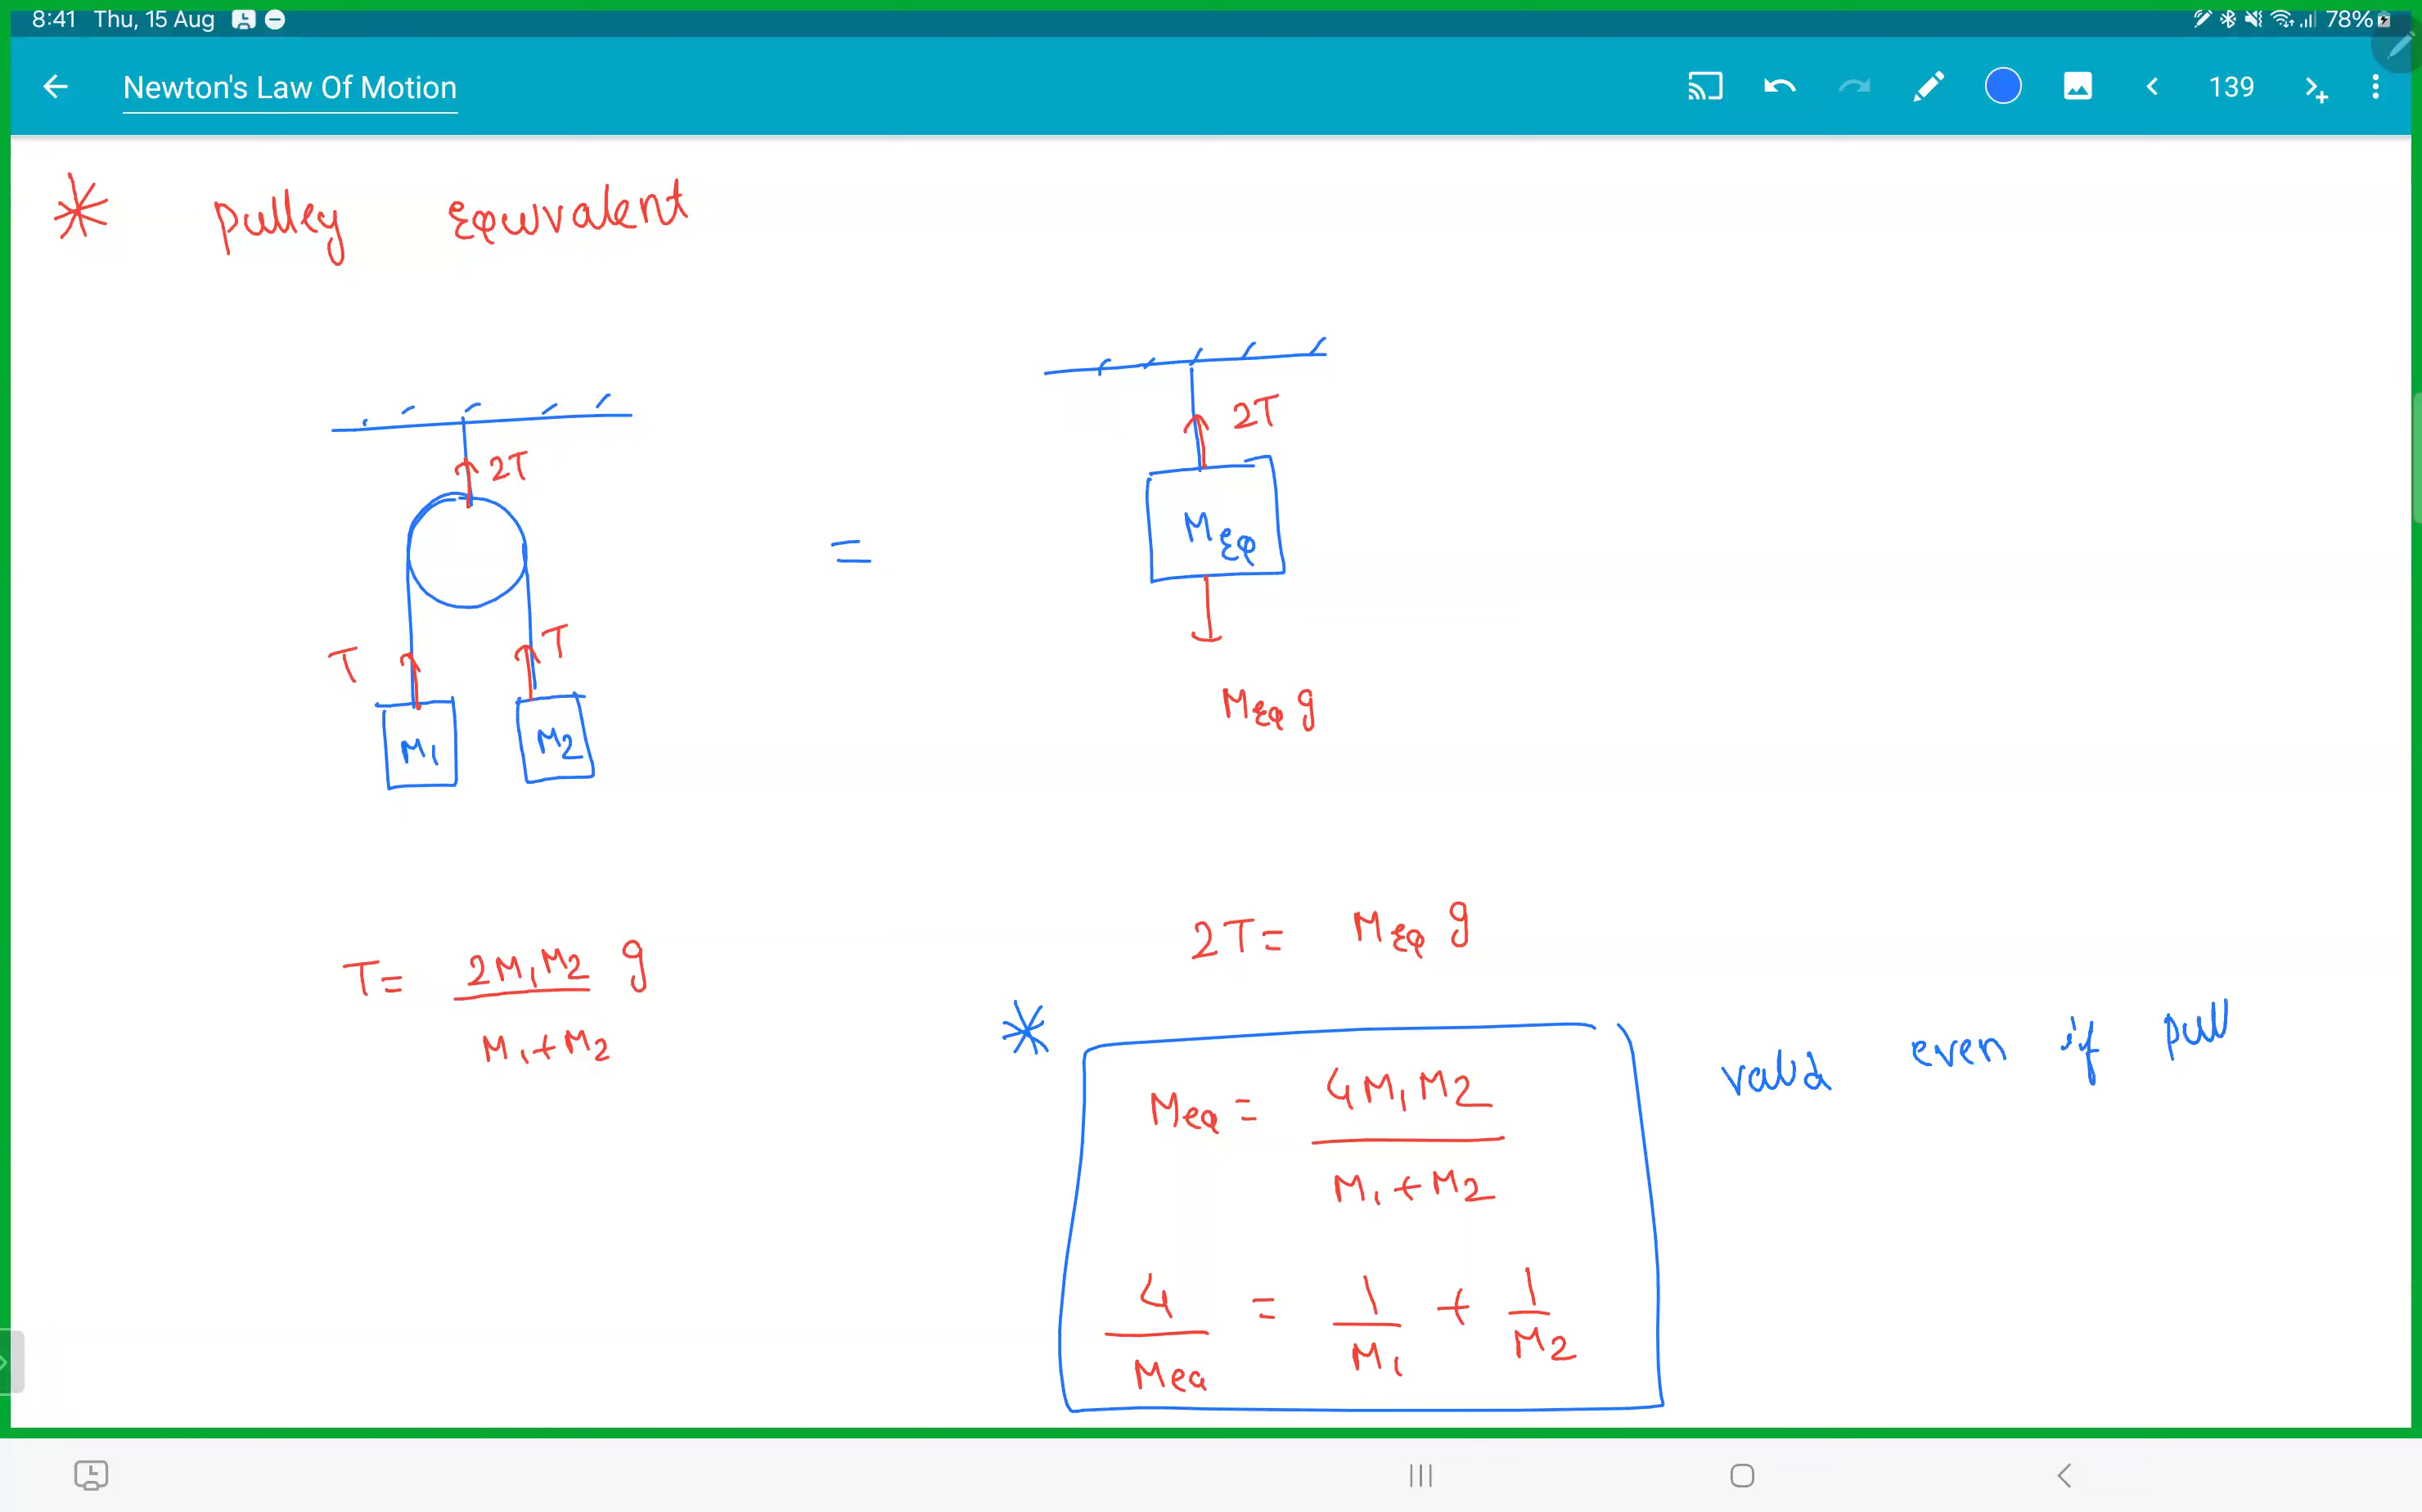 8:41 Thu, 15 Aug 78%
Newton's Law Of Motion 139
* Pulley Equivalent
2T 2T
= MEQ
T T
M1 M2 MEQ g
2T = MEQ g
T = 2M1M2 / M1+M2 g
* MEQ = 4M1M2 / M1+M2 valid even if pull
4 / MEQ = 1 / M1 + 1 / M2